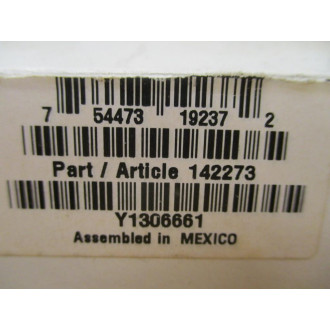 7 54473 19237 2
Part / Article 142273
Y1306661
Assembled in MEXICO